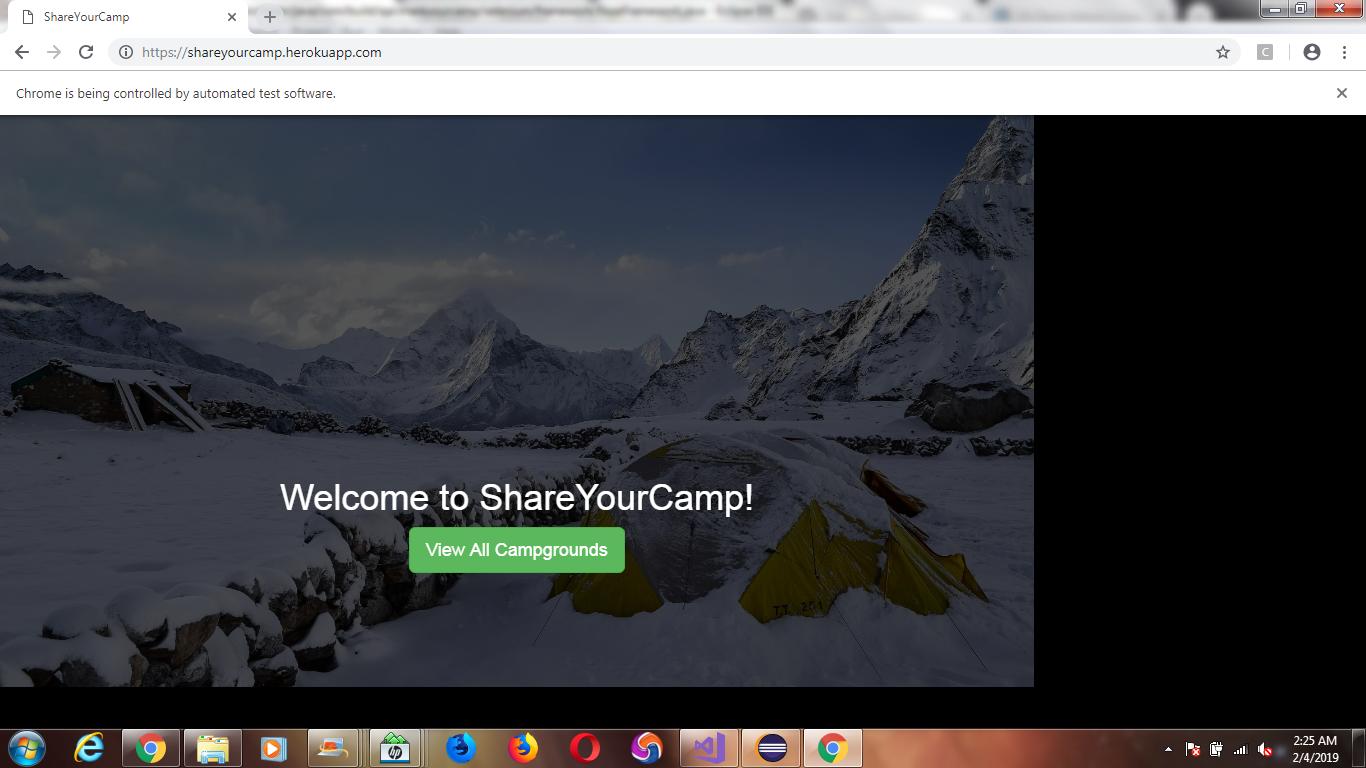 ShareYourCamp
https://shareyourcamp.herokuapp.com
C
Chrome is being controlled by automated test software.
Welcome to ShareYourCamp!
View All Campgrounds
hp
2:25 AM
2/4/2019